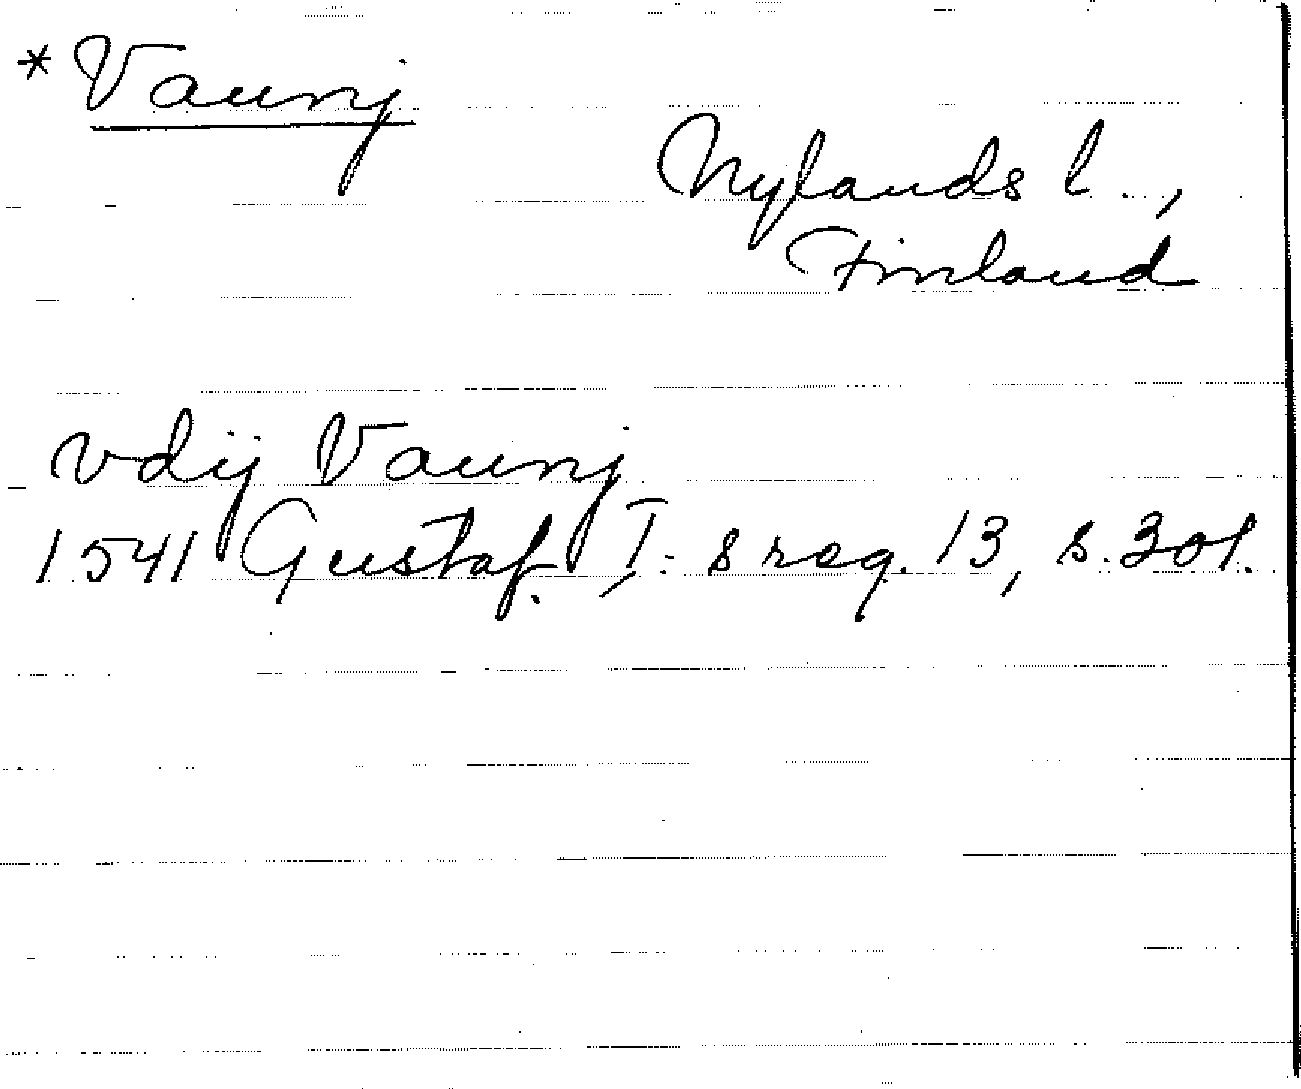 * Vaunj
Nylands l.,
Finland
vdij Vaunj
1541 Gustaf I:s reg. 13, s. 301.